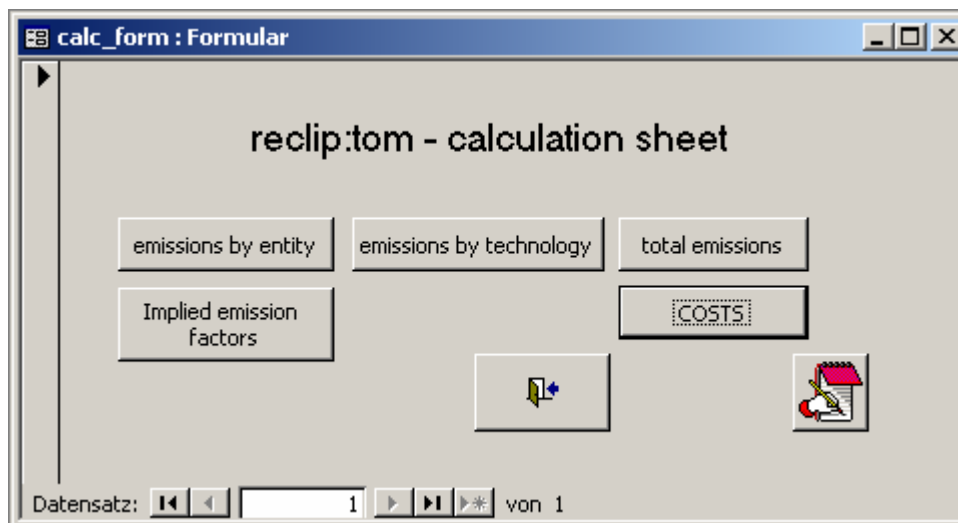 calc_form : Formular
reclip:tom - calculation sheet
emissions by entity
emissions by technology
total emissions
Implied emission
factors
COSTS
Datensatz: 1 von 1